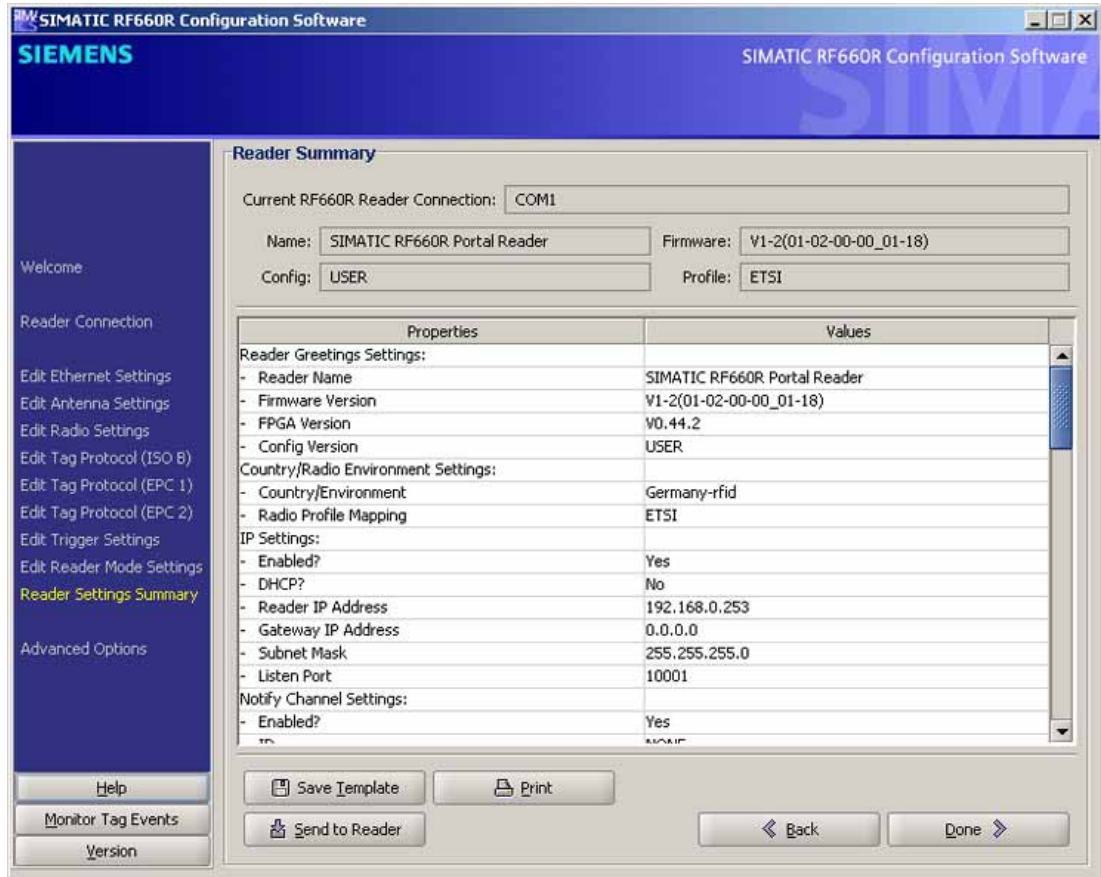 SIMATIC RF660R Configuration Software
SIEMENS
SIMATIC RF660R Configuration Software
SIMA
Welcome
Reader Connection
Edit Ethernet Settings
Edit Antenna Settings
Edit Radio Settings
Edit Tag Protocol (ISO B)
Edit Tag Protocol (EPC 1)
Edit Tag Protocol (EPC 2)
Edit Trigger Settings
Edit Reader Mode Settings
Reader Settings Summary
Advanced Options
Help
Monitor Tag Events
Version
Reader Summary
Current RF660R Reader Connection: COM1
Name: SIMATIC RF660R Portal Reader Firmware: V1-2(01-02-00-00_01-18)
Config: USER Profile: ETSI
Properties Values
Reader Greetings Settings:
- Reader Name SIMATIC RF660R Portal Reader
- Firmware Version V1-2(01-02-00-00_01-18)
- FPGA Version V0.44.2
- Config Version USER
Country/Radio Environment Settings:
- Country/Environment Germany-rfid
- Radio Profile Mapping ETSI
IP Settings:
- Enabled? Yes
- DHCP? No
- Reader IP Address 192.168.0.253
- Gateway IP Address 0.0.0.0
- Subnet Mask 255.255.255.0
- Listen Port 10001
Notify Channel Settings:
- Enabled? Yes
Save Template Print
Send to Reader Back Done